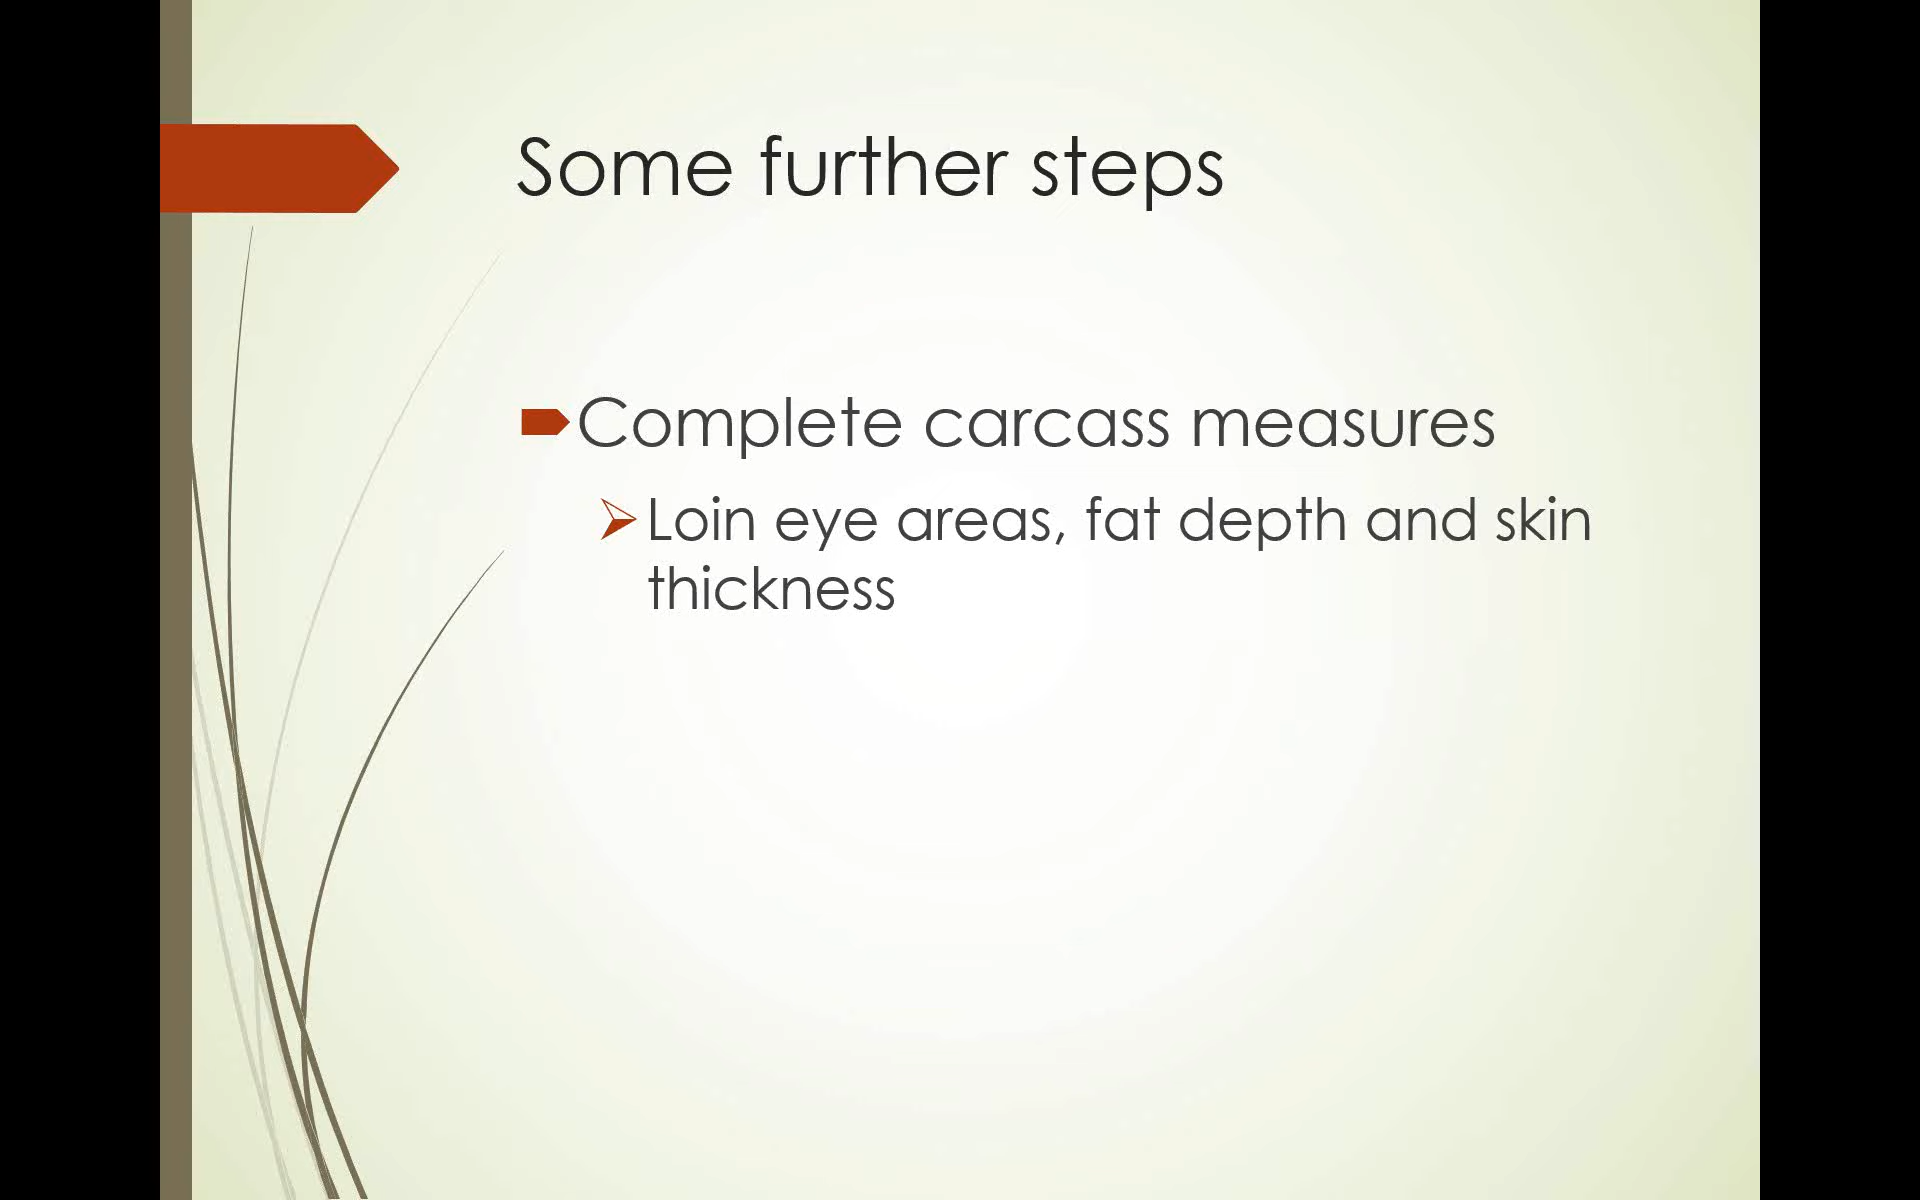 Some further steps
Complete carcass measures
Loin eye areas, fat depth and skin
thickness